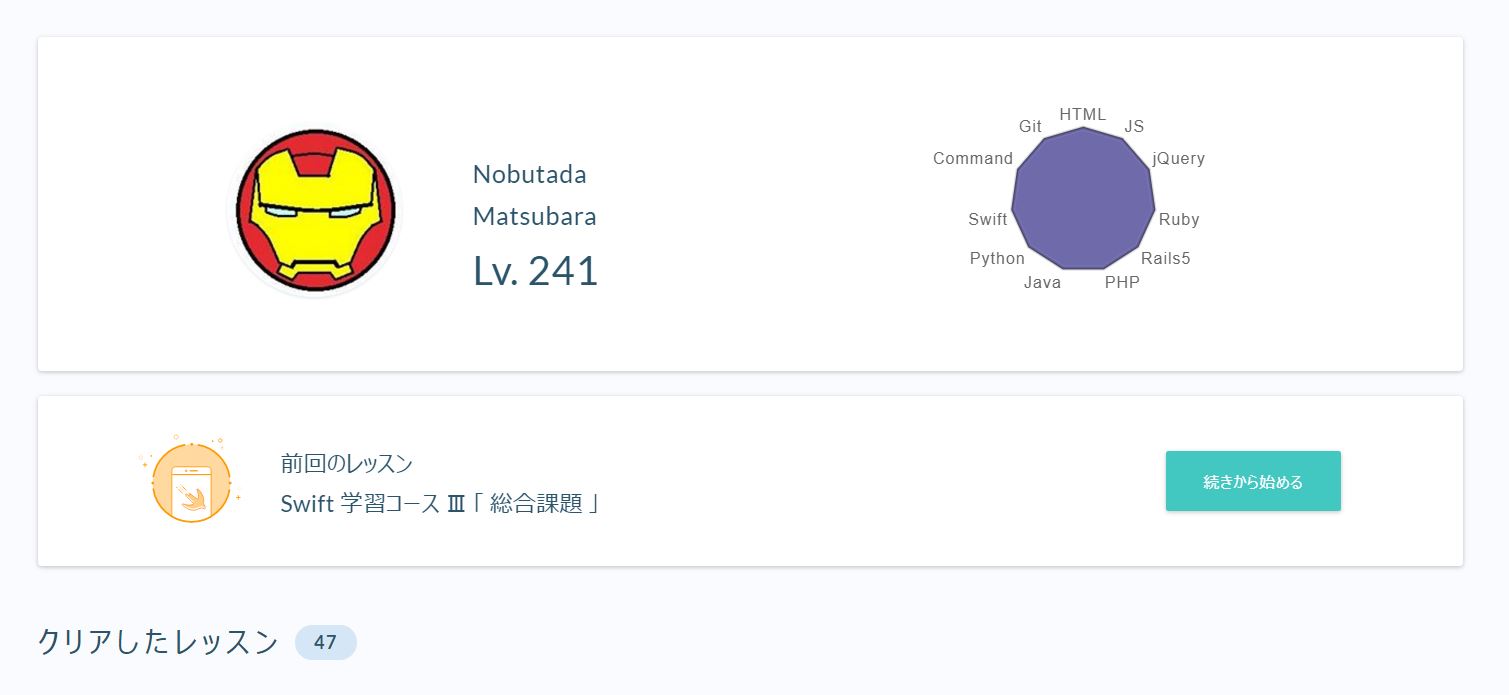 Nobutada
Matsubara
Lv. 241
HTML
JS
jQuery
Ruby
Rails5
PHP
Java
Python
Swift
Command
Git
前回のレッスン
Swift 学習コース Ⅲ「 総合課題 」
続きから始める
クリアしたレッスン 47